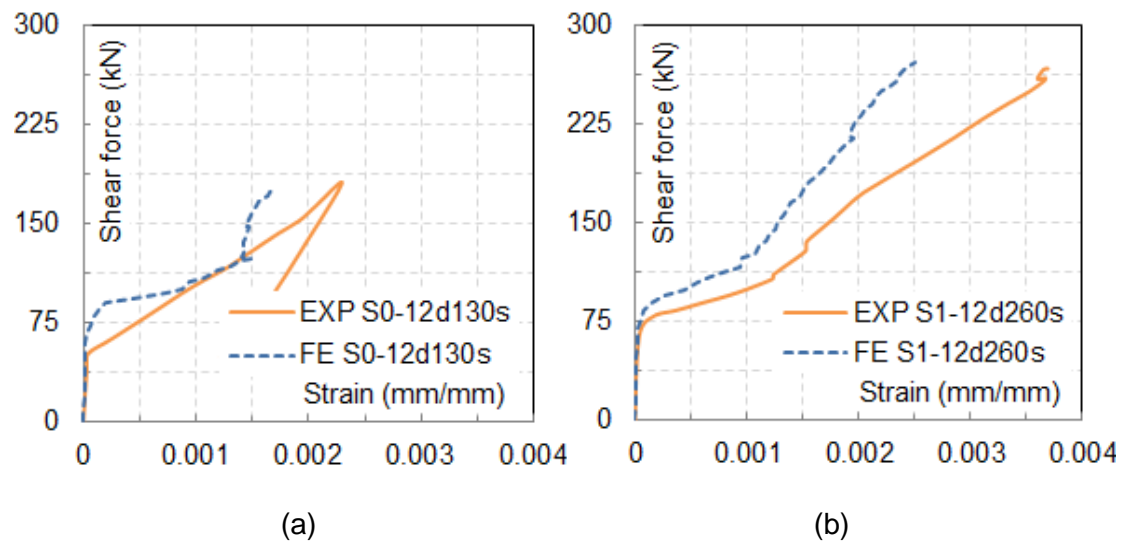 300
225
150
75
0
Shear force (kN)
EXP S0-12d130s
FE S0-12d130s
Strain (mm/mm)
0 0.001 0.002 0.003 0.004
(a)
300
225
150
75
0
Shear force (kN)
EXP S1-12d260s
FE S1-12d260s
Strain (mm/mm)
0 0.001 0.002 0.003 0.004
(b)